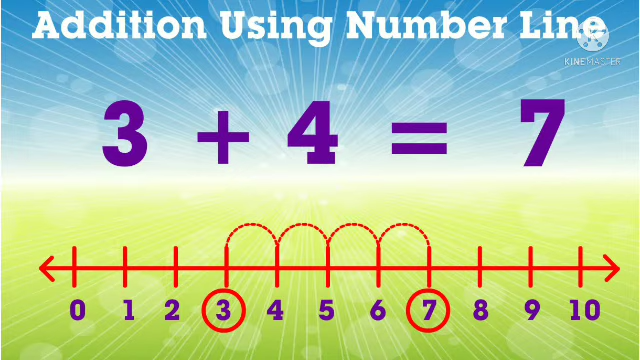 Addition Using Number Line
KINEMASTER
3 + 4 = 7
0 1 2 3 4 5 6 7 8 9 10